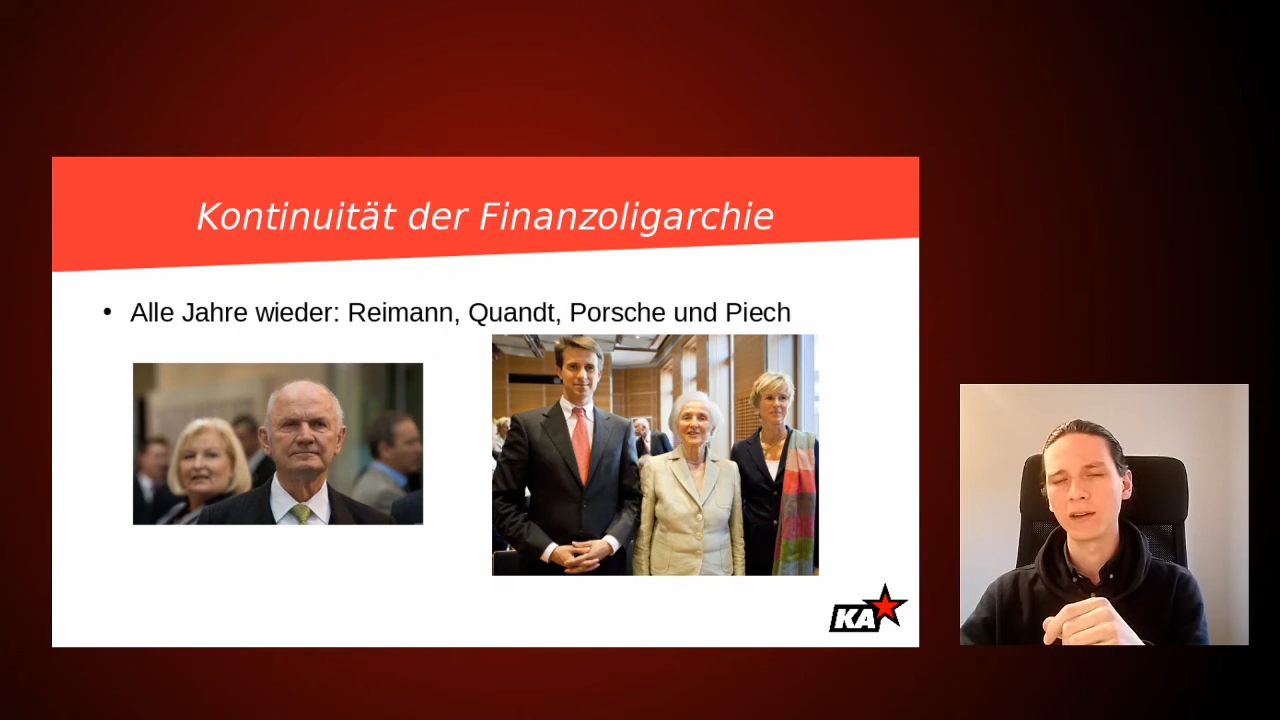 Kontinuität der Finanzoligarchie
• Alle Jahre wieder: Reimann, Quandt, Porsche und Piech
KA